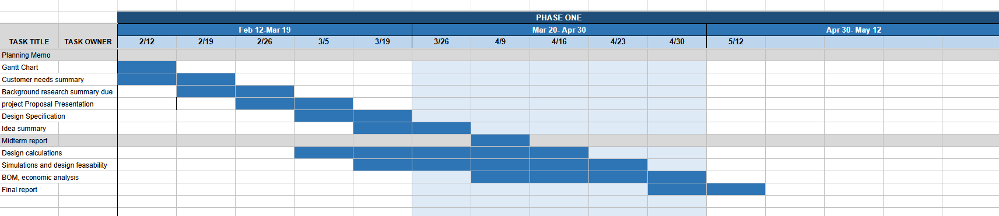 PHASE ONE
Feb 12-Mar 19 Mar 20- Apr 30 Apr 30- May 12
TASK TITLE TASK OWNER 2/12 2/19 2/26 3/5 3/19 3/26 4/9 4/16 4/23 4/30 5/12
Planning Memo
Gantt Chart
Customer needs summary
Background research summary due
project Proposal Presentation
Design Specification
Idea summary
Midterm report
Design calculations
Simulations and design feasability
BOM, economic analysis
Final report